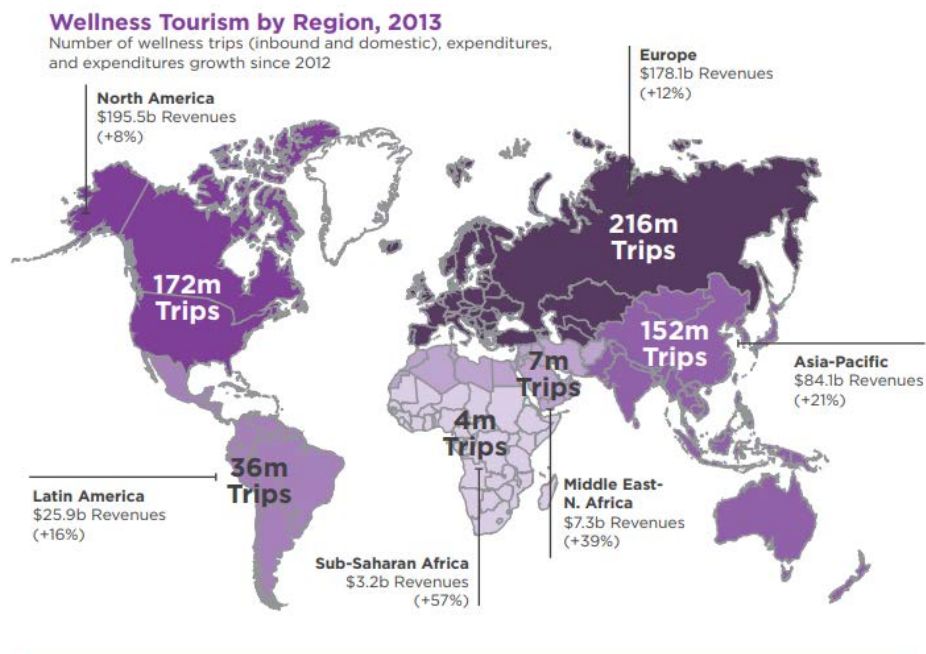 Wellness Tourism by Region, 2013
Number of wellness trips (inbound and domestic), expenditures,
and expenditures growth since 2012
North America
$195.5b Revenues
(+8%)
Europe
$178.1b Revenues
(+12%)
216m
Trips
172m
Trips
152m
Trips
Asia-Pacific
$84.1b Revenues
(+21%)
7m
Trips
4m
Trips
36m
Trips
Latin America
$25.9b Revenues
(+16%)
Middle East-
N. Africa
$7.3b Revenues
(+39%)
Sub-Saharan Africa
$3.2b Revenues
(+57%)